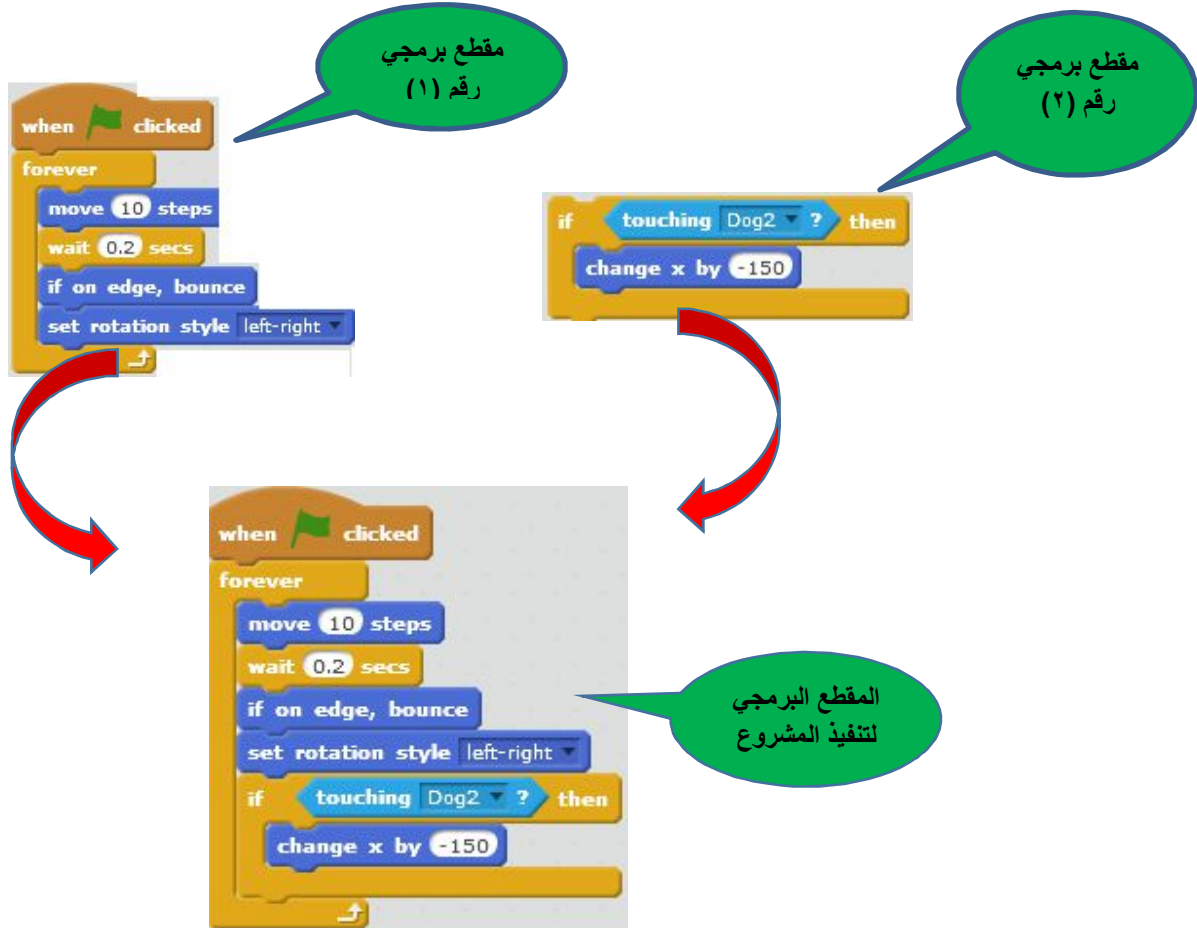 مقطع برمجي
رقم (١)
مقطع برمجي
رقم (٢)
when clicked
forever
move 10 steps
wait 0.2 secs
if on edge, bounce
set rotation style left-right
if touching Dog2 ? then
change x by -150
when clicked
forever
move 10 steps
wait 0.2 secs
if on edge, bounce
set rotation style left-right
if touching Dog2 ? then
change x by -150
المقطع البرمجي
لتنفيذ المشروع